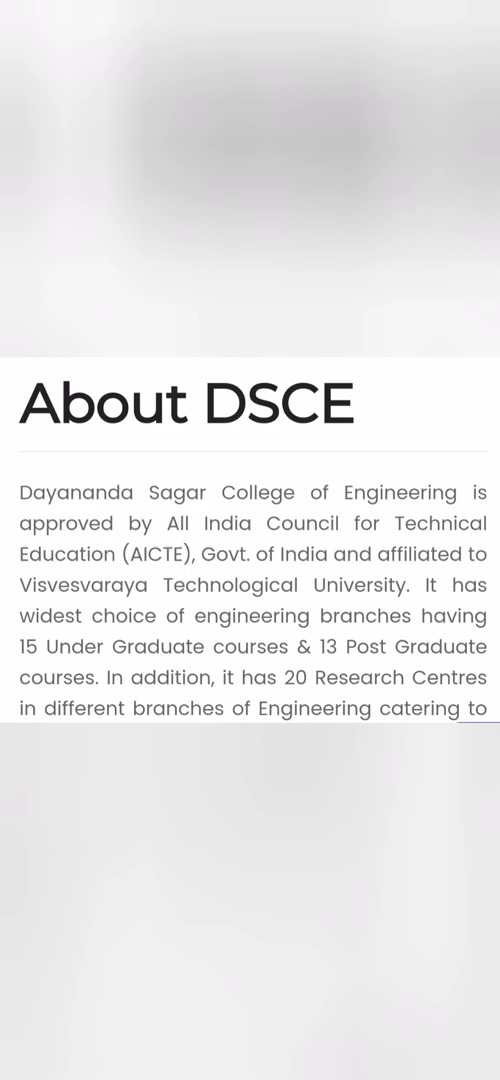 About DSCE
Dayananda Sagar College of Engineering is
approved by All India Council for Technical
Education (AICTE), Govt. of India and affiliated to
Visvesvaraya Technological University. It has
widest choice of engineering branches having
15 Under Graduate courses & 13 Post Graduate
courses. In addition, it has 20 Research Centres
in different branches of Engineering catering to